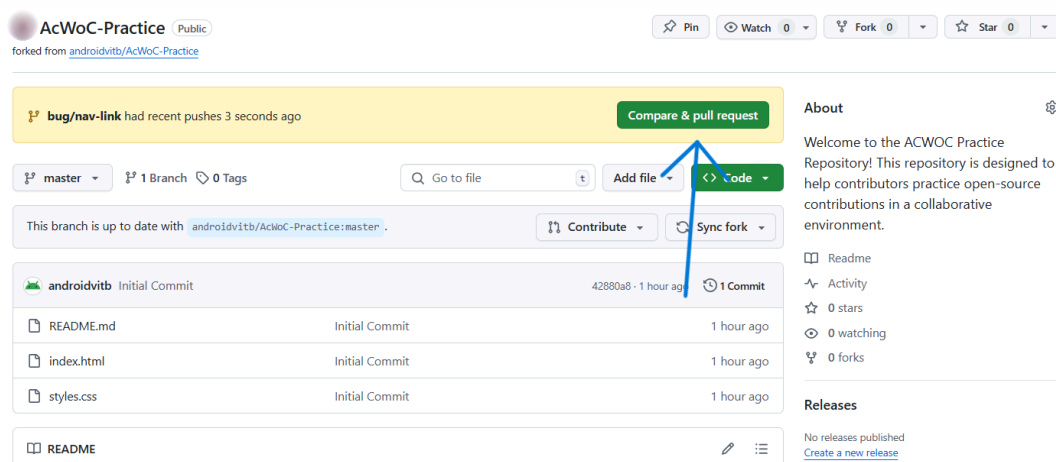 AcWoC-Practice Public Pin Watch 0 Fork 0 Star 0
forked from androidvitb/AcWoC-Practice
bug/nav-link had recent pushes 3 seconds ago Compare & pull request
master 1 Branch 0 Tags Go to file t Add file Code
This branch is up to date with androidvitb/AcWoC-Practice:master . Contribute Sync fork
androidvitb Initial Commit 42880a8 · 1 hour ago 1 Commit
README.md Initial Commit 1 hour ago
index.html Initial Commit 1 hour ago
styles.css Initial Commit 1 hour ago
README
About
Welcome to the ACWOC Practice
Repository! This repository is designed to
help contributors practice open-source
contributions in a collaborative
environment.
Readme
Activity
0 stars
0 watching
0 forks
Releases
No releases published
Create a new release